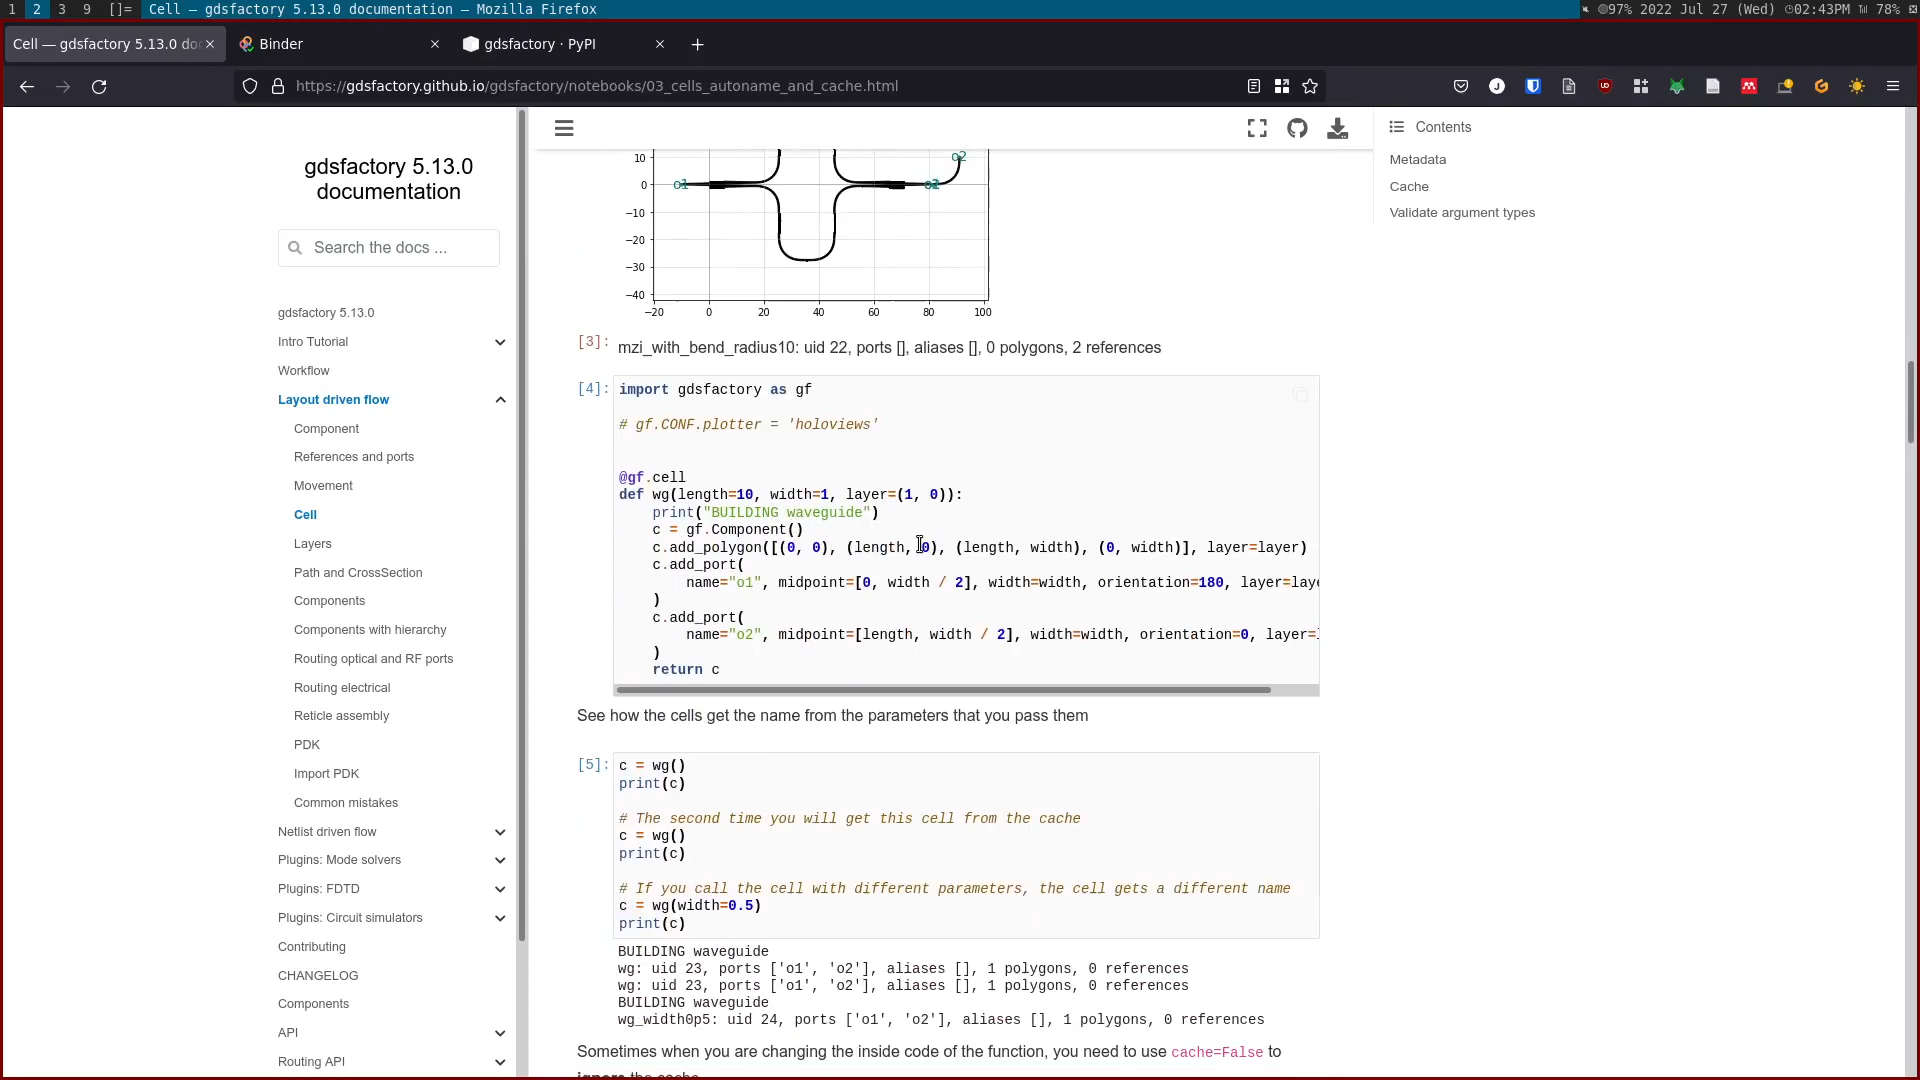 1 2 3 9 []= Cell — gdsfactory 5.13.0 documentation — Mozilla Firefox
97% 2022 Jul 27 (Wed) 02:43PM 78%
Cell — gdsfactory 5.13.0 do
Binder
gdsfactory · PyPI
https://gdsfactory.github.io/gdsfactory/notebooks/03_cells_autoname_and_cache.html
gdsfactory 5.13.0
documentation
Search the docs ...
gdsfactory 5.13.0
Intro Tutorial
Workflow
Layout driven flow
Component
References and ports
Movement
Cell
Layers
Path and CrossSection
Components
Components with hierarchy
Routing optical and RF ports
Routing electrical
Reticle assembly
PDK
Import PDK
Common mistakes
Netlist driven flow
Plugins: Mode solvers
Plugins: FDTD
Plugins: Circuit simulators
Contributing
CHANGELOG
Components
API
Routing API
10
0
−10
−20
−30
−40
−20 0 20 40 60 80 100
o1
o2
[3]: mzi_with_bend_radius10: uid 22, ports [], aliases [], 0 polygons, 2 references
[4]: import gdsfactory as gf
# gf.CONF.plotter = 'holoviews'
@gf.cell
def wg(length=10, width=1, layer=(1, 0)):
print("BUILDING waveguide")
c = gf.Component()
c.add_polygon([(0, 0), (length, 0), (length, width), (0, width)], layer=layer)
c.add_port(
name="o1", midpoint=[0, width / 2], width=width, orientation=180, layer=laye
)
c.add_port(
name="o2", midpoint=[length, width / 2], width=width, orientation=0, layer=
)
return c
See how the cells get the name from the parameters that you pass them
[5]: c = wg()
print(c)
# The second time you will get this cell from the cache
c = wg()
print(c)
# If you call the cell with different parameters, the cell gets a different name
c = wg(width=0.5)
print(c)
BUILDING waveguide
wg: uid 23, ports ['o1', 'o2'], aliases [], 1 polygons, 0 references
wg: uid 23, ports ['o1', 'o2'], aliases [], 1 polygons, 0 references
BUILDING waveguide
wg_width0p5: uid 24, ports ['o1', 'o2'], aliases [], 1 polygons, 0 references
Sometimes when you are changing the inside code of the function, you need to use cache=False to
Contents
Metadata
Cache
Validate argument types